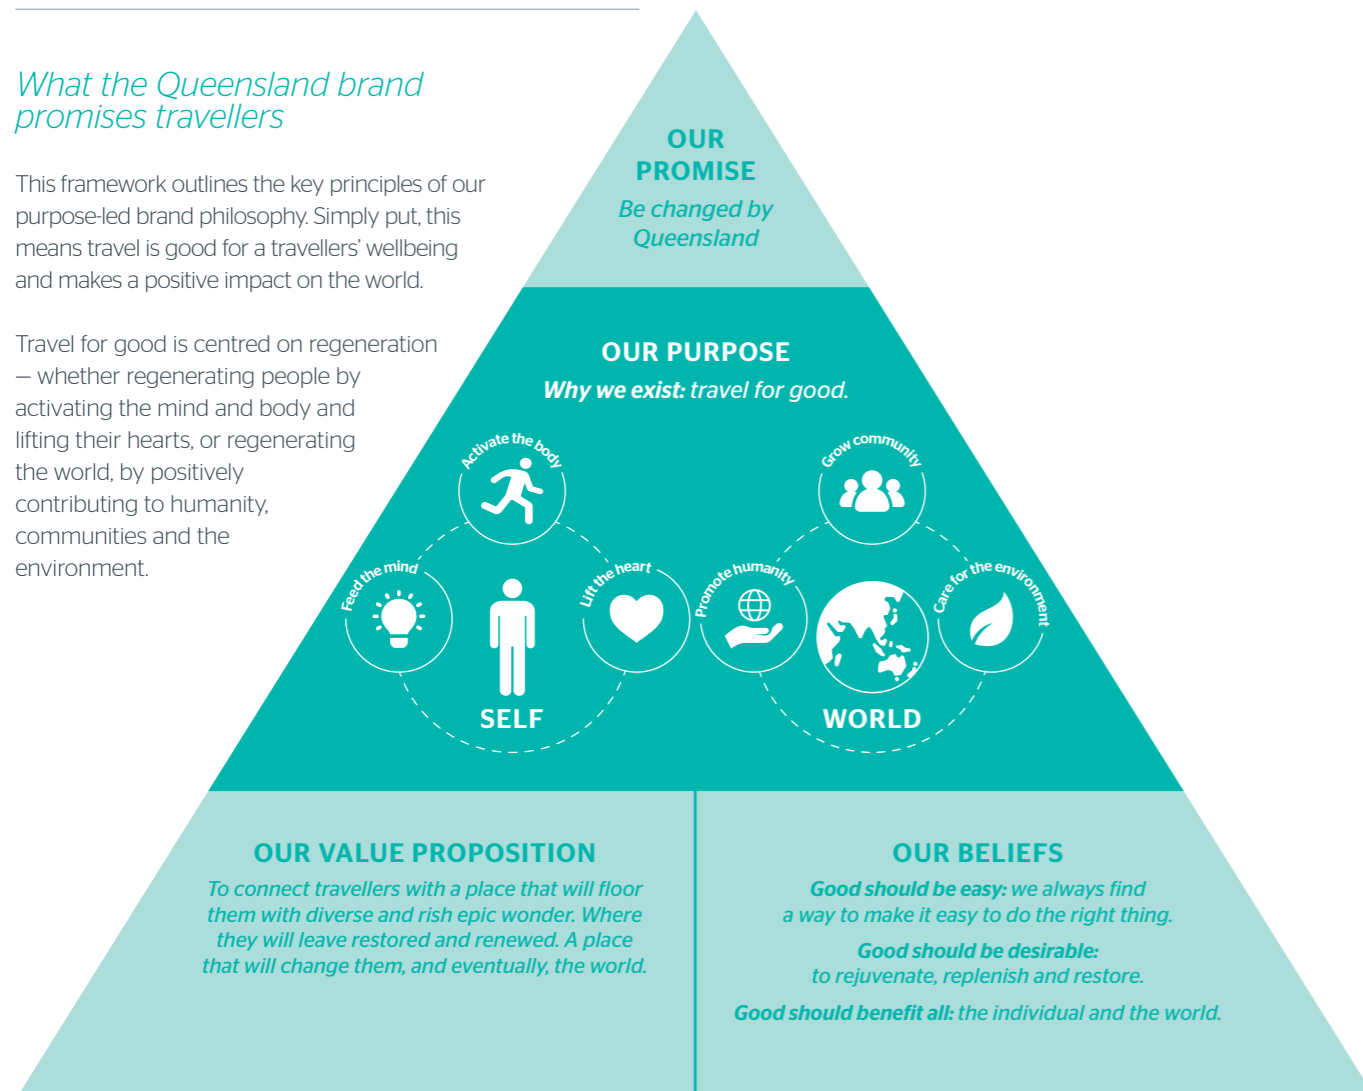 What the Queensland brand
promises travellers
This framework outlines the key principles of our
purpose-led brand philosophy. Simply put, this
means travel is good for a travellers’ wellbeing
and makes a positive impact on the world.
Travel for good is centred on regeneration
— whether regenerating people by
activating the mind and body and
lifting their hearts, or regenerating
the world, by positively
contributing to humanity,
communities and the
environment.
OUR
PROMISE
Be changed by
Queensland
OUR PURPOSE
Why we exist: travel for good.
Activate the body
Feed the mind
Lift the heart
SELF
Grow community
Promote humanity
Care for the environment
WORLD
OUR VALUE PROPOSITION
To connect travellers with a place that will floor
them with diverse and rish epic wonder. Where
they will leave restored and renewed. A place
that will change them, and eventually, the world.
OUR BELIEFS
Good should be easy: we always find
a way to make it easy to do the right thing.
Good should be desirable:
to rejuvenate, replenish and restore.
Good should benefit all: the individual and the world.